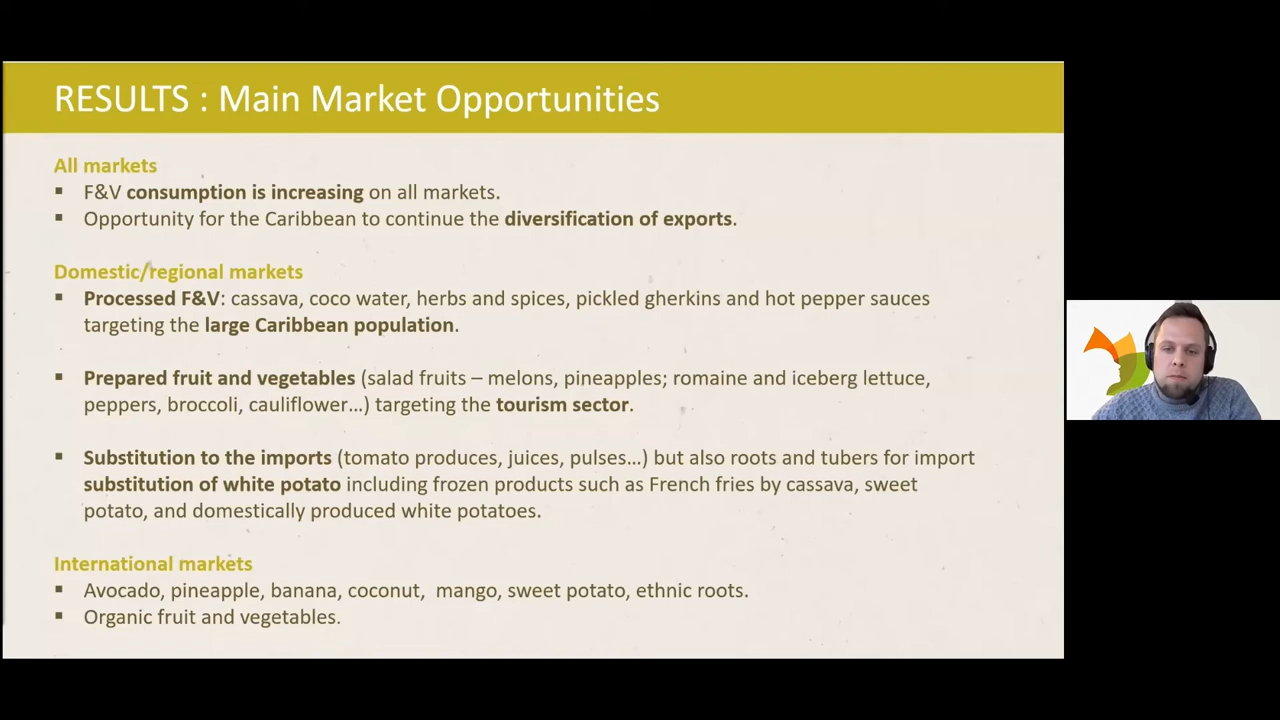 RESULTS : Main Market Opportunities
All markets
▪ F&V consumption is increasing on all markets.
▪ Opportunity for the Caribbean to continue the diversification of exports.
Domestic/regional markets
▪ Processed F&V: cassava, coco water, herbs and spices, pickled gherkins and hot pepper sauces
targeting the large Caribbean population.
▪ Prepared fruit and vegetables (salad fruits – melons, pineapples; romaine and iceberg lettuce,
peppers, broccoli, cauliflower…) targeting the tourism sector.
▪ Substitution to the imports (tomato produces, juices, pulses…) but also roots and tubers for import
substitution of white potato including frozen products such as French fries by cassava, sweet
potato, and domestically produced white potatoes.
International markets
▪ Avocado, pineapple, banana, coconut,  mango, sweet potato, ethnic roots.
▪ Organic fruit and vegetables.